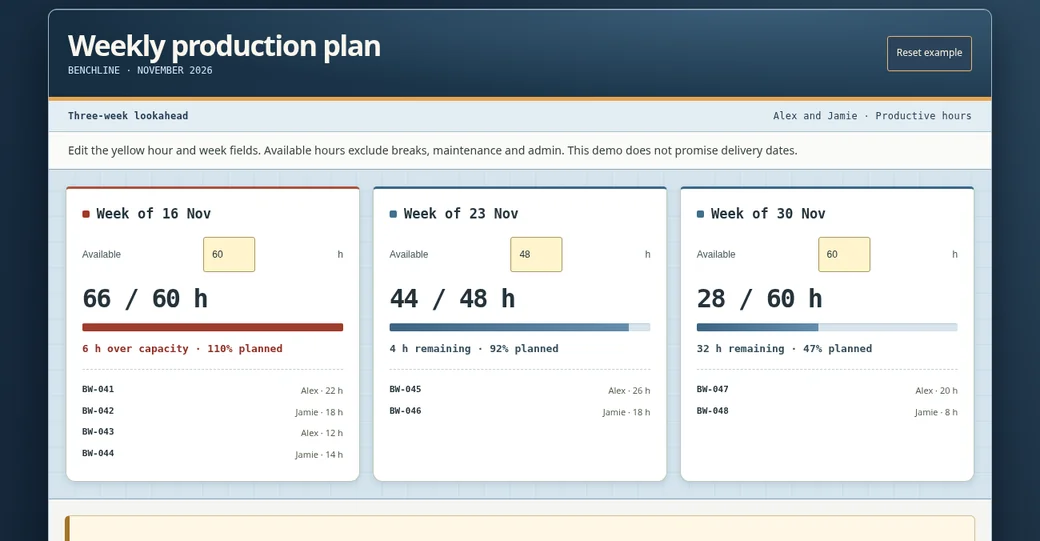 Weekly production plan
BENCHLINE · NOVEMBER 2026
Reset example
Three-week lookahead
Alex and Jamie · Productive hours
Edit the yellow hour and week fields. Available hours exclude breaks, maintenance and admin. This demo does not promise delivery dates.
Week of 16 Nov
Available 60 h
66 / 60 h
6 h over capacity · 110% planned
BW-041 Alex · 22 h
BW-042 Jamie · 18 h
BW-043 Alex · 12 h
BW-044 Jamie · 14 h
Week of 23 Nov
Available 48 h
44 / 48 h
4 h remaining · 92% planned
BW-045 Alex · 26 h
BW-046 Jamie · 18 h
Week of 30 Nov
Available 60 h
28 / 60 h
32 h remaining · 47% planned
BW-047 Alex · 20 h
BW-048 Jamie · 8 h